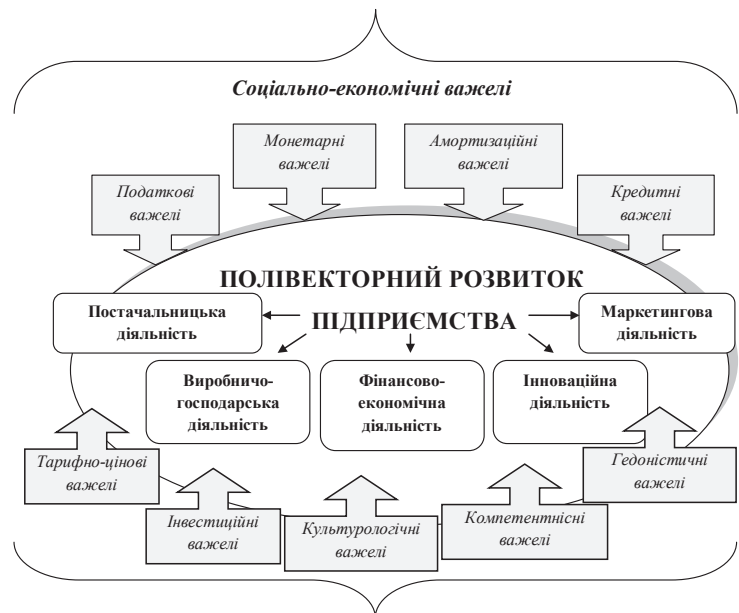 Соціально-економічні важелі
Монетарні
важелі
Амортизаційні
важелі
Податкові
важелі
Кредитні
важелі
ПОЛІВЕКТОРНИЙ РОЗВИТОК
ПІДПРИЄМСТВА
Постачальницька
діяльність
Маркетингова
діяльність
Виробничо-
господарська
діяльність
Фінансово-
економічна
діяльність
Інноваційна
діяльність
Тарифно-цінові
важелі
Гедоністичні
важелі
Інвестиційні
важелі
Культурологічні
важелі
Компетентнісні
важелі